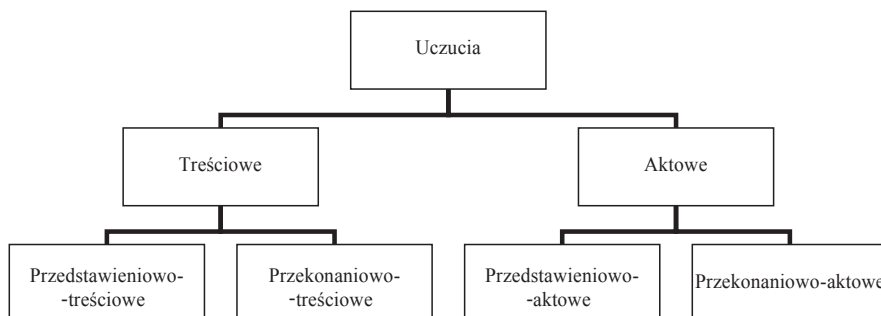 Uczucia
Treściowe
Aktowe
Przedstawieniowo-
-treściowe
Przekonaniowo-
-treściowe
Przedstawieniowo-
-aktowe
Przekonaniowo-aktowe